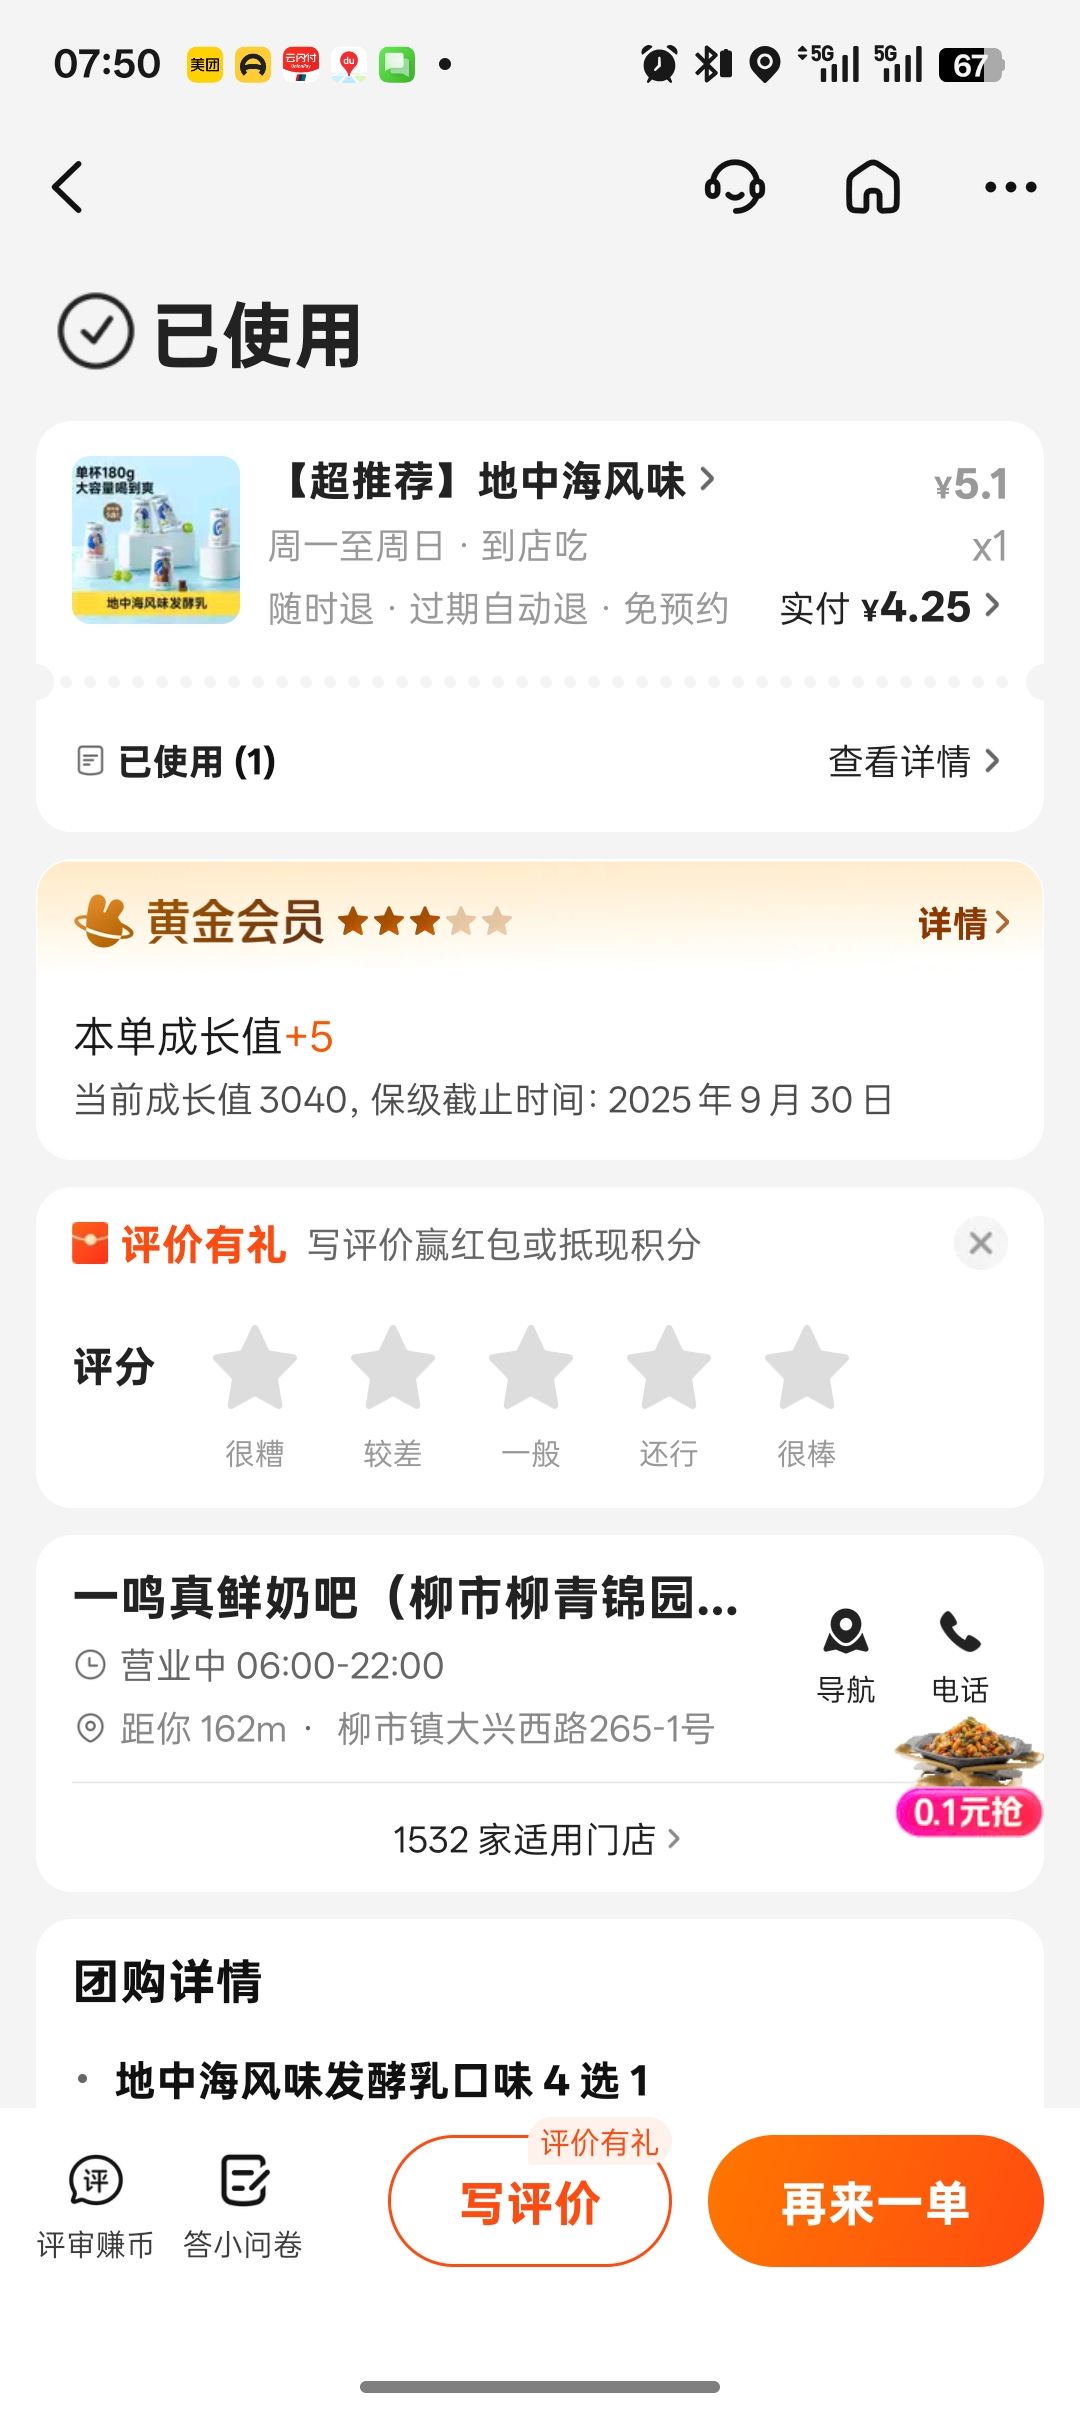 07:50
美团
云闪付
du
5G
5G
67
已使用
单杯180g
大容量喝到爽
地中海风味发酵乳
【超推荐】地中海风味
¥5.1
周一至周日 · 到店吃
x1
随时退 · 过期自动退 · 免预约
实付 ¥4.25
已使用 (1)
查看详情
黄金会员
详情
本单成长值+5
当前成长值 3040, 保级截止时间: 2025 年 9 月 30 日
评价有礼
写评价赢红包或抵现积分
评分
很糟
较差
一般
还行
很棒
一鸣真鲜奶吧（柳市柳青锦园...
营业中 06:00-22:00
距你 162m · 柳市镇大兴西路265-1号
导航
电话
0.1元抢
1532 家适用门店
团购详情
· 地中海风味发酵乳口味 4 选 1
评
评审赚币
答小问卷
评价有礼
写评价
再来一单